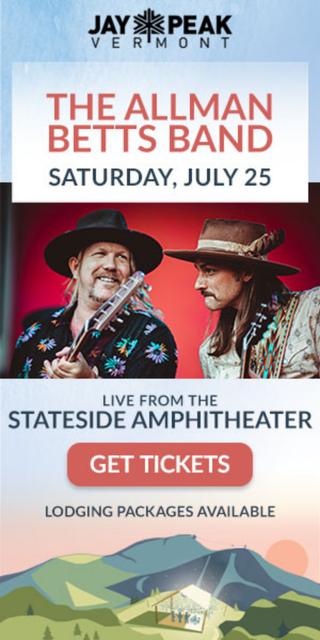 JAY PEAK
VERMONT
THE ALLMAN
BETTS BAND
SATURDAY, JULY 25
LIVE FROM THE
STATESIDE AMPHITHEATER
GET TICKETS
LODGING PACKAGES AVAILABLE